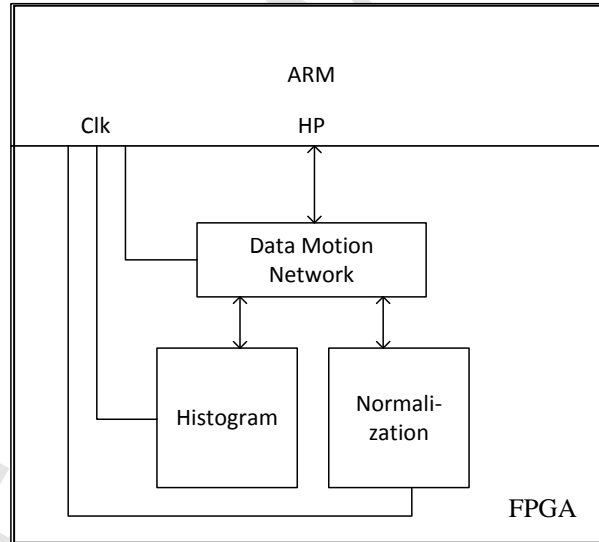 ARM
Clk HP
Data Motion
Network
Histogram
Normali-
zation
FPGA